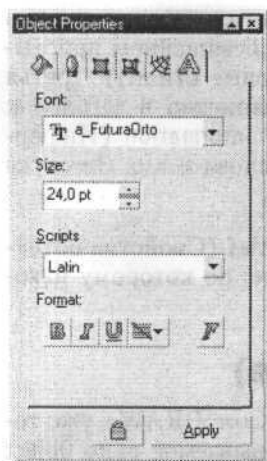 Object Properties
Font:
a_FuturaOrto
Size:
24,0 pt
Scripts
Latin
Format:
B I U F
Apply